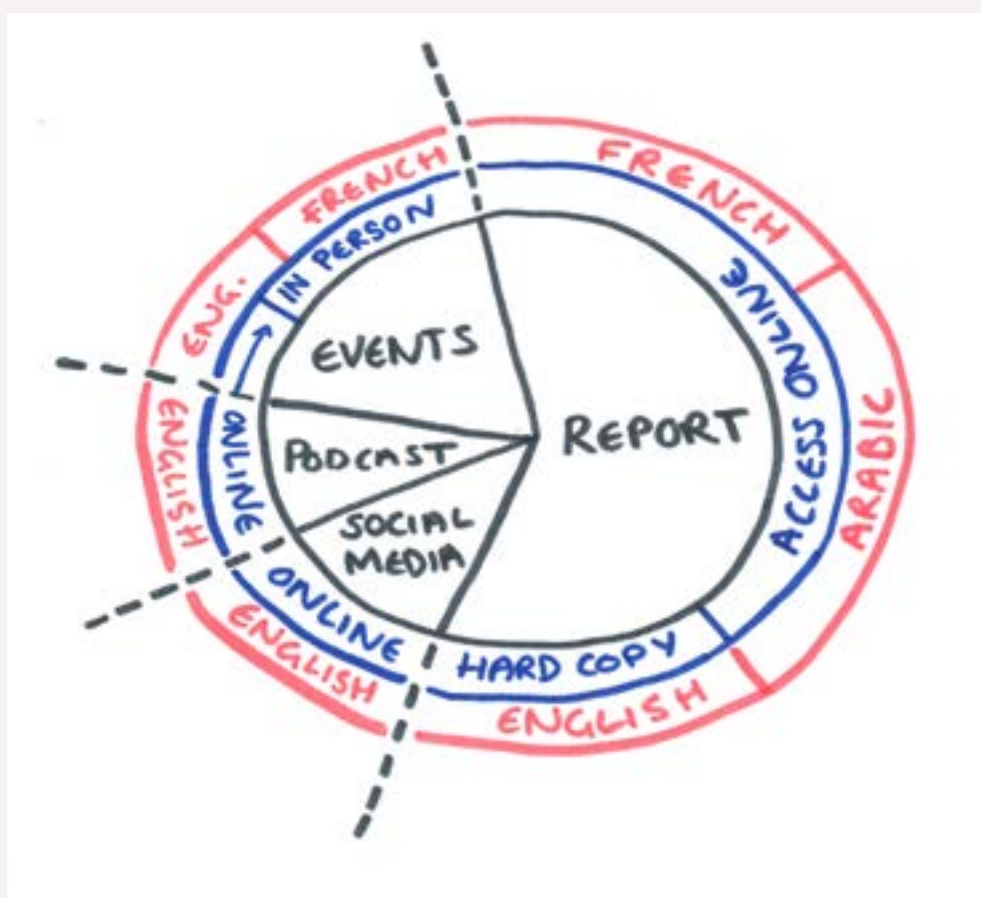 FRENCH
FRENCH
IN PERSON
ENG.
EVENTS
REPORT
ACCESS ONLINE
ARABIC
ENGLISH
ONLINE
PODCAST
SOCIAL
MEDIA
ONLINE
ENGLISH
HARD COPY
ENGLISH